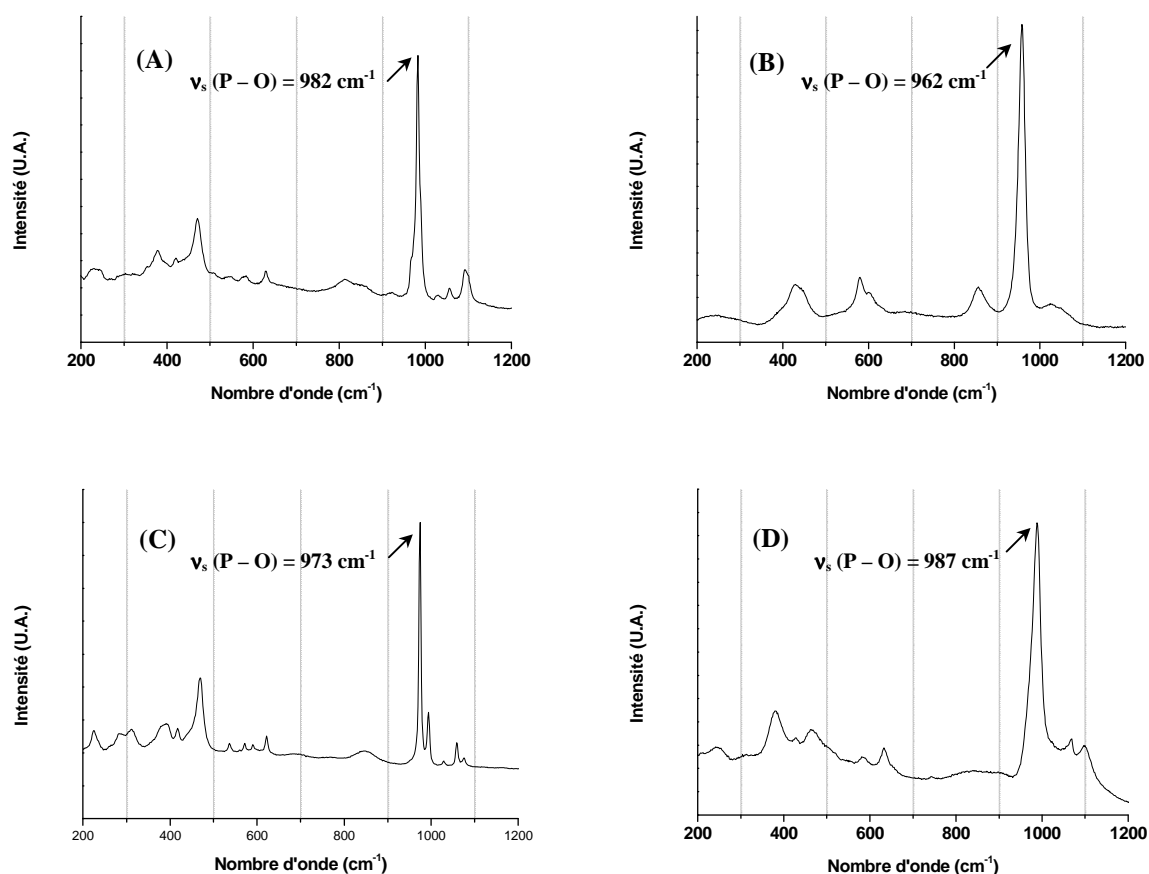 (A)
νs (P – O) = 982 cm-1
Intensité (U.A.)
200 400 600 800 1000 1200
Nombre d'onde (cm-1)
(B)
νs (P – O) = 962 cm-1
Intensité (U.A.)
200 400 600 800 1000 1200
Nombre d'onde (cm-1)
(C)
νs (P – O) = 973 cm-1
Intensité (U.A.)
200 400 600 800 1000 1200
Nombre d'onde (cm-1)
(D)
νs (P – O) = 987 cm-1
Intensité (U.A.)
200 400 600 800 1000 1200
Nombre d'onde (cm-1)